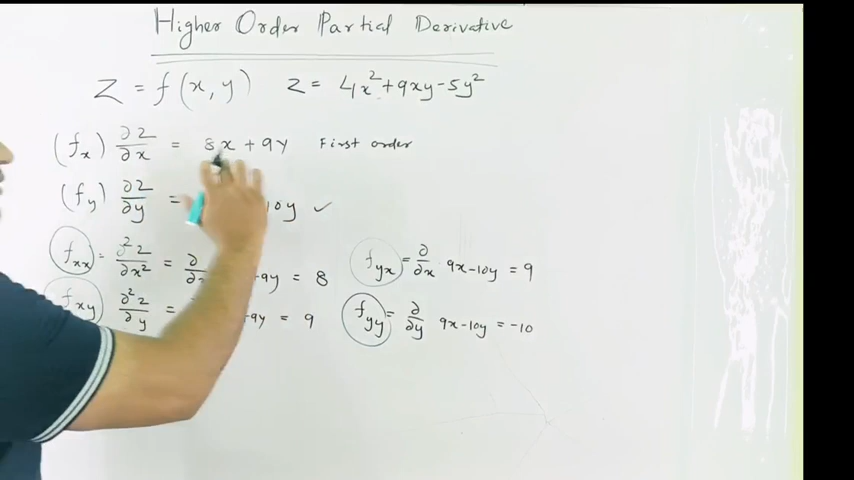 Higher Order Partial Derivative
Z = f(x, y) Z = 4x² + 9xy - 5y²
(fx) ∂z/∂x = 8x + 9y First order
(fy) ∂z/∂y = 10y ✓
fxx = ∂²z/∂x² = ∂ 9y = 8
fyx = ∂/∂x 9x - 10y = 9
fxy ∂²z/∂y = +9y = 9
fyy = ∂/∂y 9x - 10y = -10